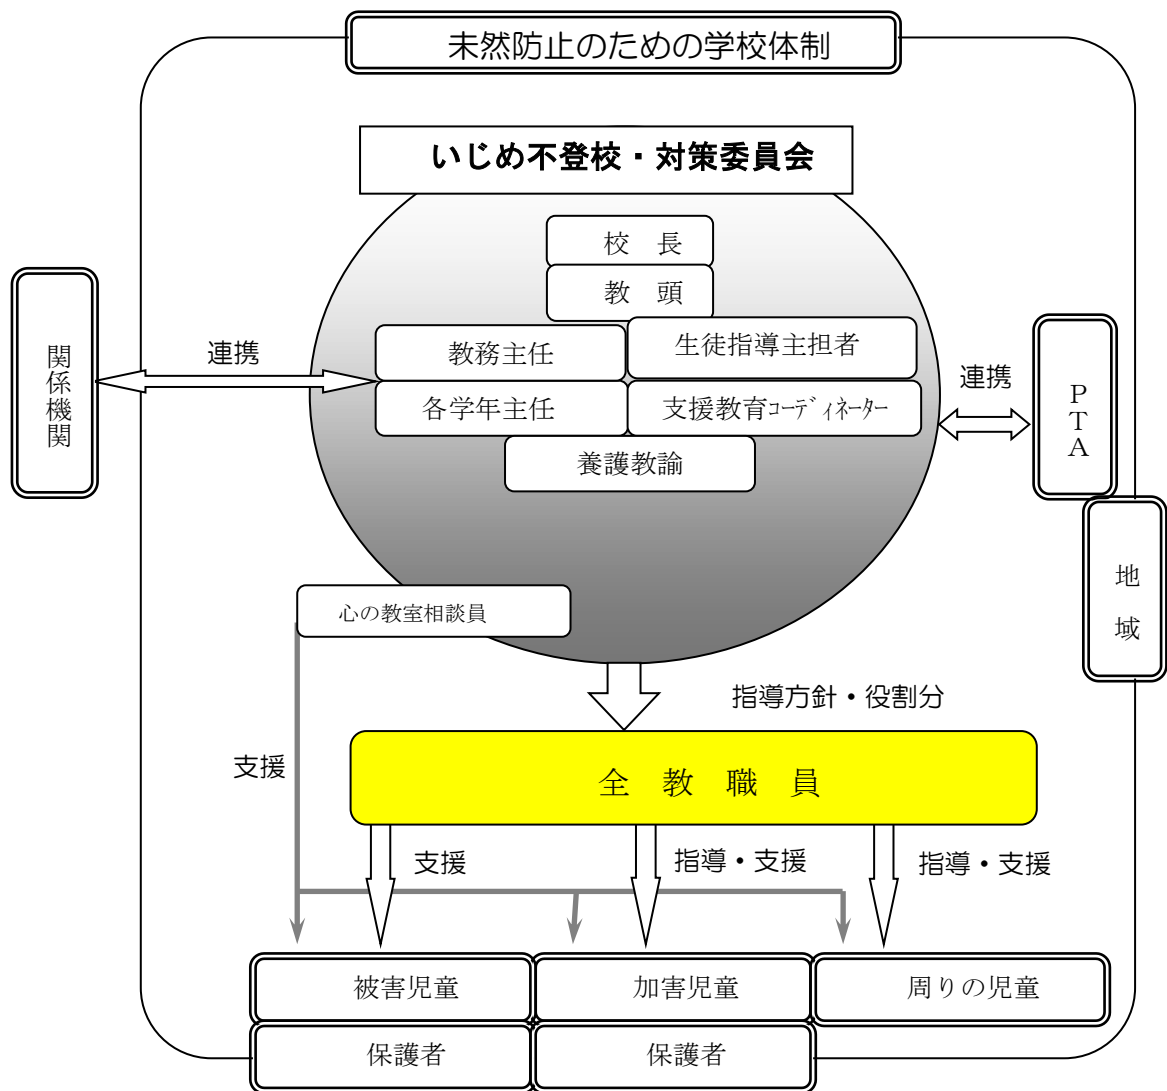 未然防止のための学校体制
いじめ不登校・対策委員会
校　長
教　頭
教務主任
生徒指導主担者
各学年主任
支援教育ｺｰﾃﾞｨﾈｰﾀｰ
養護教諭
関係機関
連携
連携
ＰＴＡ
地域
心の教室相談員
指導方針・役割分
支援
全　教　職　員
支援
指導・支援
指導・支援
被害児童
加害児童
周りの児童
保護者
保護者